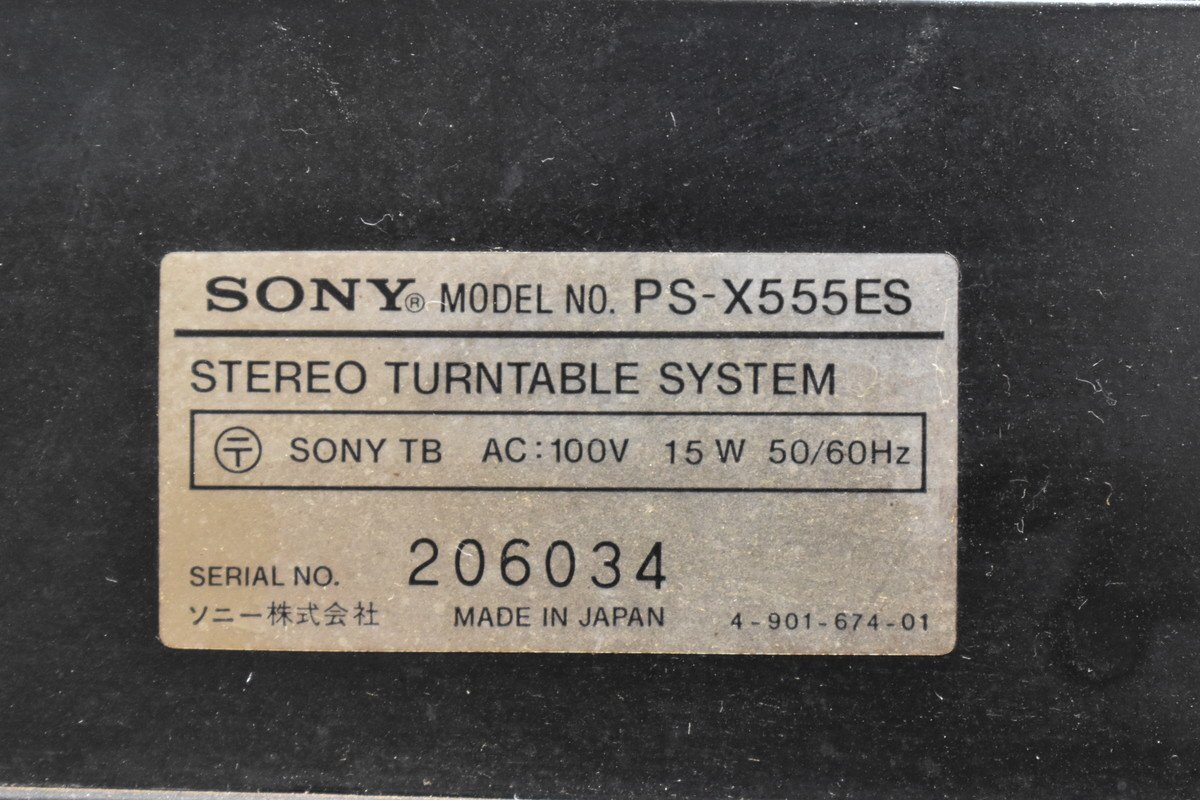 SONY® MODEL NO. PS-X555ES
STEREO TURNTABLE SYSTEM
〒 SONY TB AC:100V 15W 50/60Hz
SERIAL NO. 206034
ソニー株式会社 MADE IN JAPAN 4-901-674-01